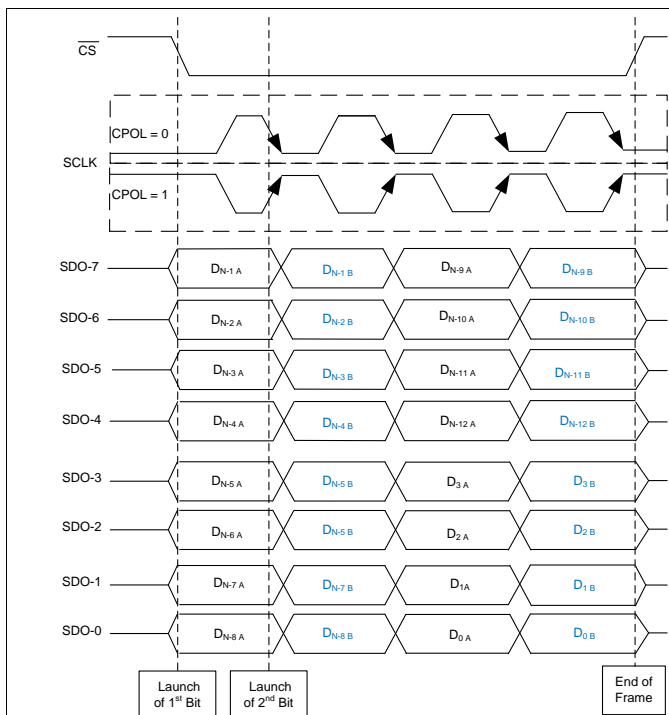 CS
CPOL = 0
SCLK
CPOL = 1
SDO-7 DN-1 A DN-1 B DN-9 A DN-9 B
SDO-6 DN-2 A DN-2 B DN-10 A DN-10 B
SDO-5 DN-3 A DN-3 B DN-11 A DN-11 B
SDO-4 DN-4 A DN-4 B DN-12 A DN-12 B
SDO-3 DN-5 A DN-5 B D3 A D3 B
SDO-2 DN-6 A DN-5 B D2 A D2 B
SDO-1 DN-7 A DN-7 B D1A D1 B
SDO-0 DN-8 A DN-8 B D0 A D0 B
Launch of 1st Bit
Launch of 2nd Bit
End of Frame